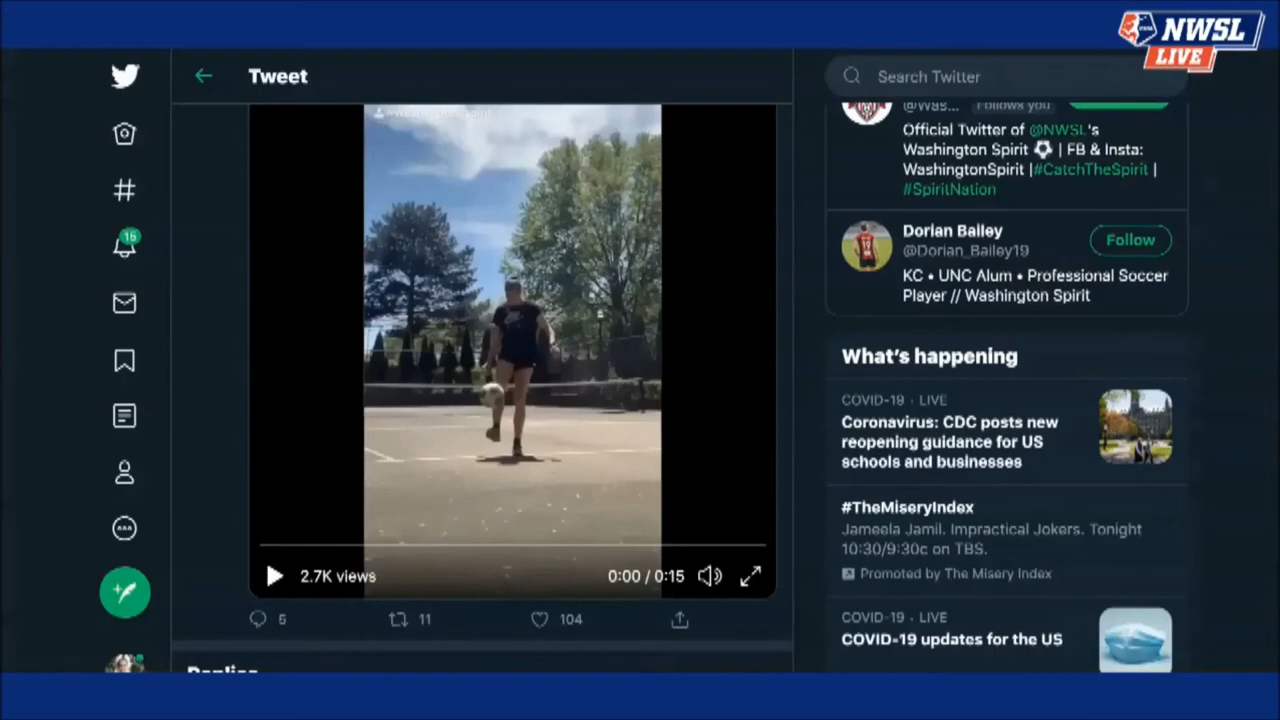 NWSL
LIVE
Tweet
Search Twitter
@Was... Follows you
Official Twitter of @NWSL's
Washington Spirit ⚽ | FB & Insta:
WashingtonSpirit |#CatchTheSpirit |
#SpiritNation
15
Dorian Bailey
@Dorian_Bailey19
Follow
KC • UNC Alum • Professional Soccer
Player // Washington Spirit
What's happening
COVID-19 · LIVE
Coronavirus: CDC posts new
reopening guidance for US
schools and businesses
#TheMiseryIndex
Jameela Jamil. Impractical Jokers. Tonight
10:30/9:30c on TBS.
Promoted by The Misery Index
2.7K views
0:00 / 0:15
5
11
104
COVID-19 · LIVE
COVID-19 updates for the US
Replies